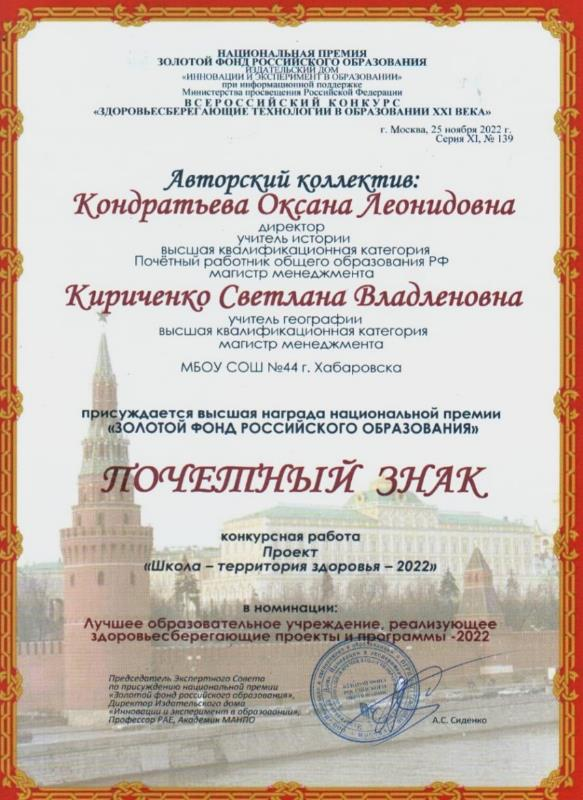 НАЦИОНАЛЬНАЯ ПРЕМИЯ
ЗОЛОТОЙ ФОНД РОССИЙСКОГО ОБРАЗОВАНИЯ
ИЗДАТЕЛЬСКИЙ ДОМ
«ИННОВАЦИИ И ЭКСПЕРИМЕНТ В ОБРАЗОВАНИИ»
при информационной поддержке
Министерства просвещения Российской Федерации
ВСЕРОССИЙСКИЙ КОНКУРС
«ЗДОРОВЬЕСБЕРЕГАЮЩИЕ ТЕХНОЛОГИИ В ОБРАЗОВАНИИ XXI ВЕКА»
г. Москва, 25 ноября 2022 г.
Серия XI, № 139
Авторский коллектив:
Кондратьева Оксана Леонидовна
директор
учитель истории
высшая квалификационная категория
Почётный работник общего образования РФ
магистр менеджмента
Кириченко Светлана Владленовна
учитель географии
высшая квалификационная категория
магистр менеджмента
МБОУ СОШ №44 г. Хабаровска
присуждается высшая награда национальной премии
«ЗОЛОТОЙ ФОНД РОССИЙСКОГО ОБРАЗОВАНИЯ»
ПОЧЕТНЫЙ ЗНАК
конкурсная работа
Проект
«Школа – территория здоровья – 2022»
в номинации:
Лучшее образовательное учреждение, реализующее
здоровьесберегающие проекты и программы -2022
Председатель Экспертного Совета
по присуждению национальной премии
«Золотой фонд российского образования»,
Директор Издательского дома
«Инновации и эксперимент в образовании»,
Профессор РАЕ, Академик МАНПО
А.С. Сиденко